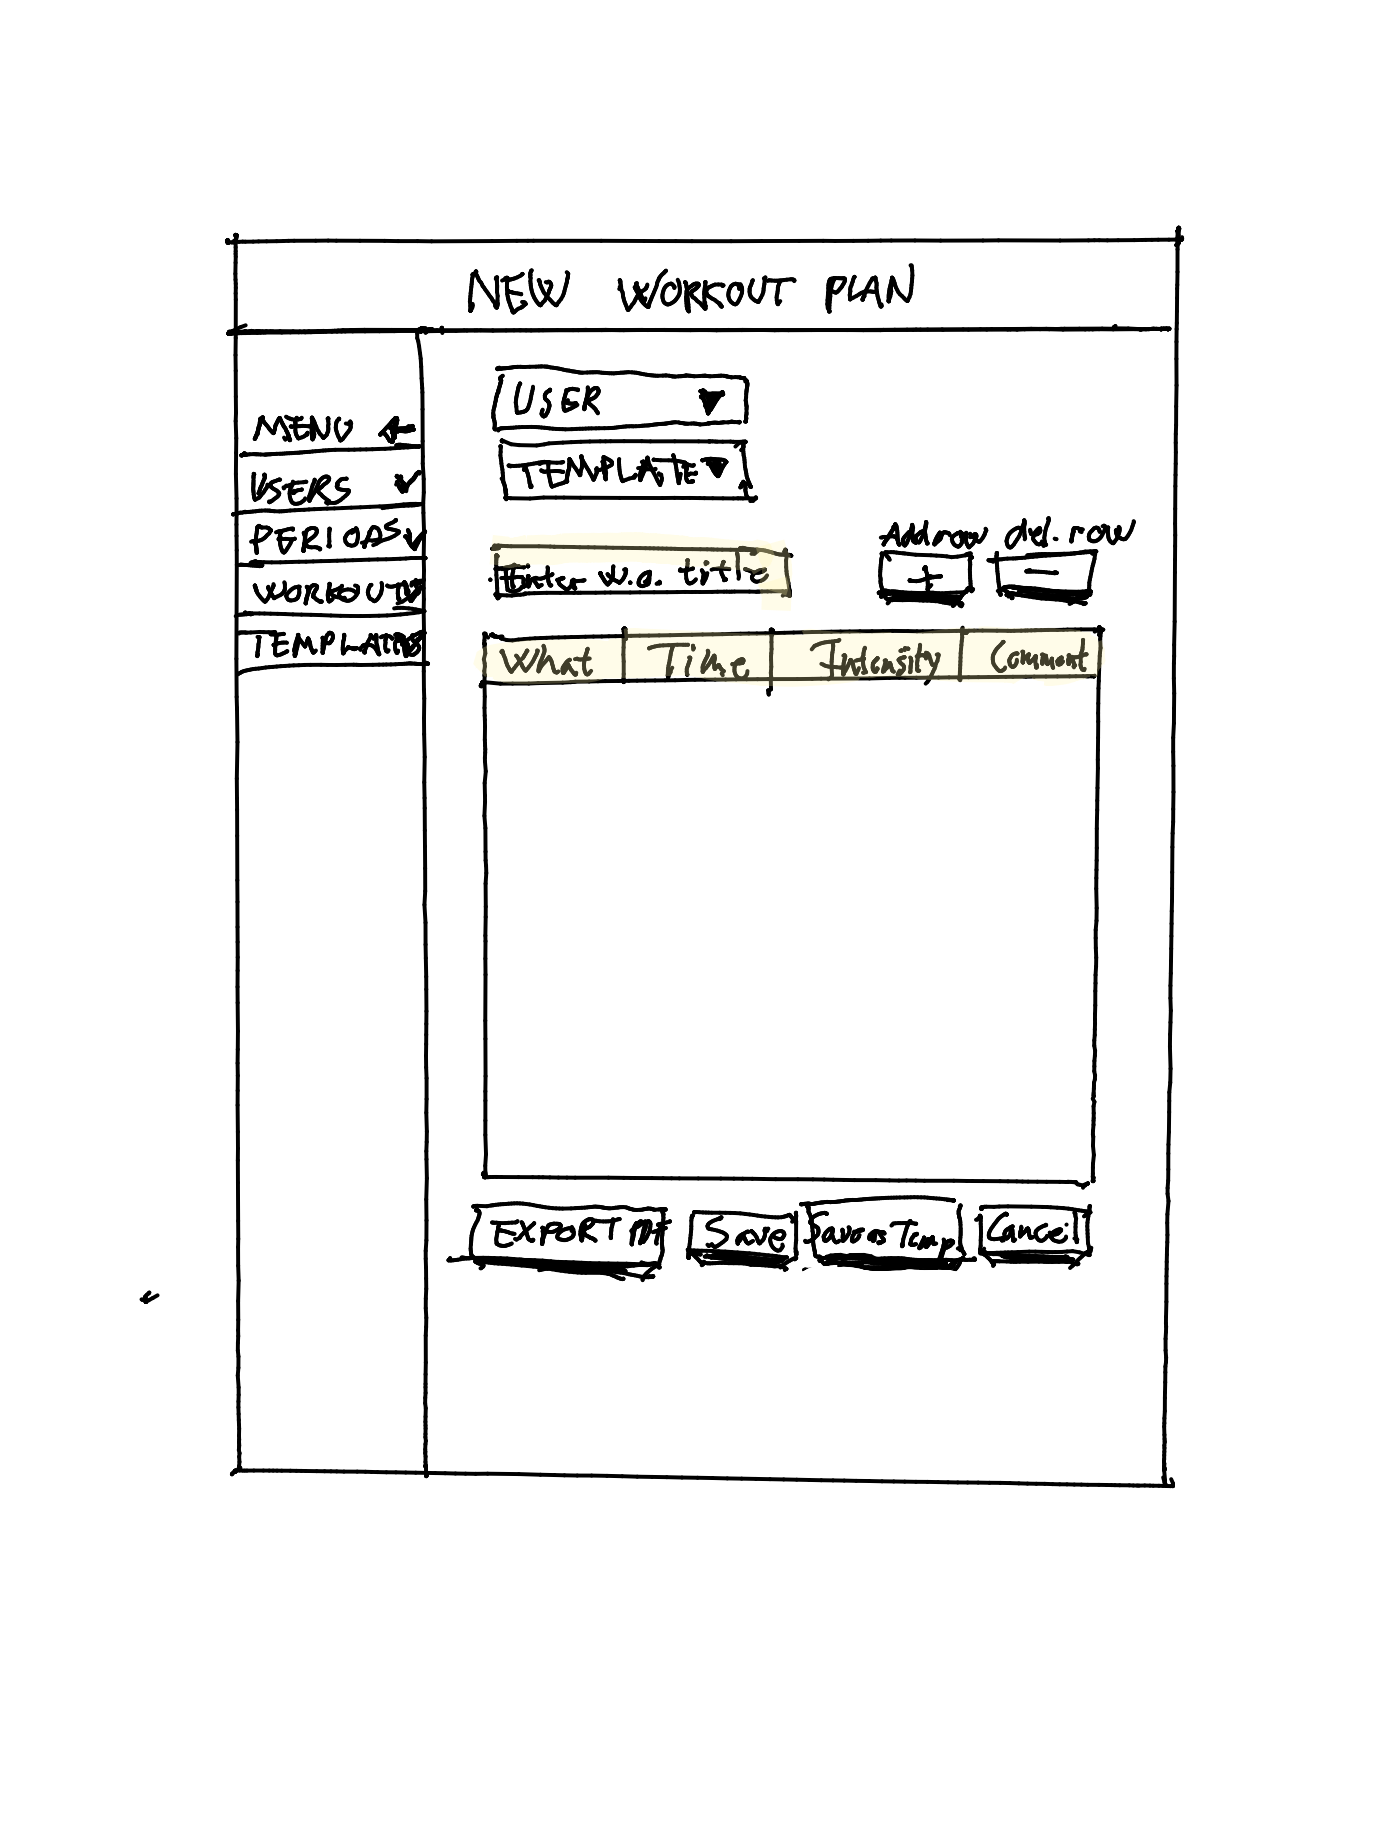 NEW WORKOUT PLAN
MENU
USERS
PERIODS
WORKOUTS
TEMPLATES
USER
TEMPLATE
Enter w.o. title
Add row del. row
+ −
What Time Intensity Comment
EXPORT PDF Save Save as Temp. Cancel